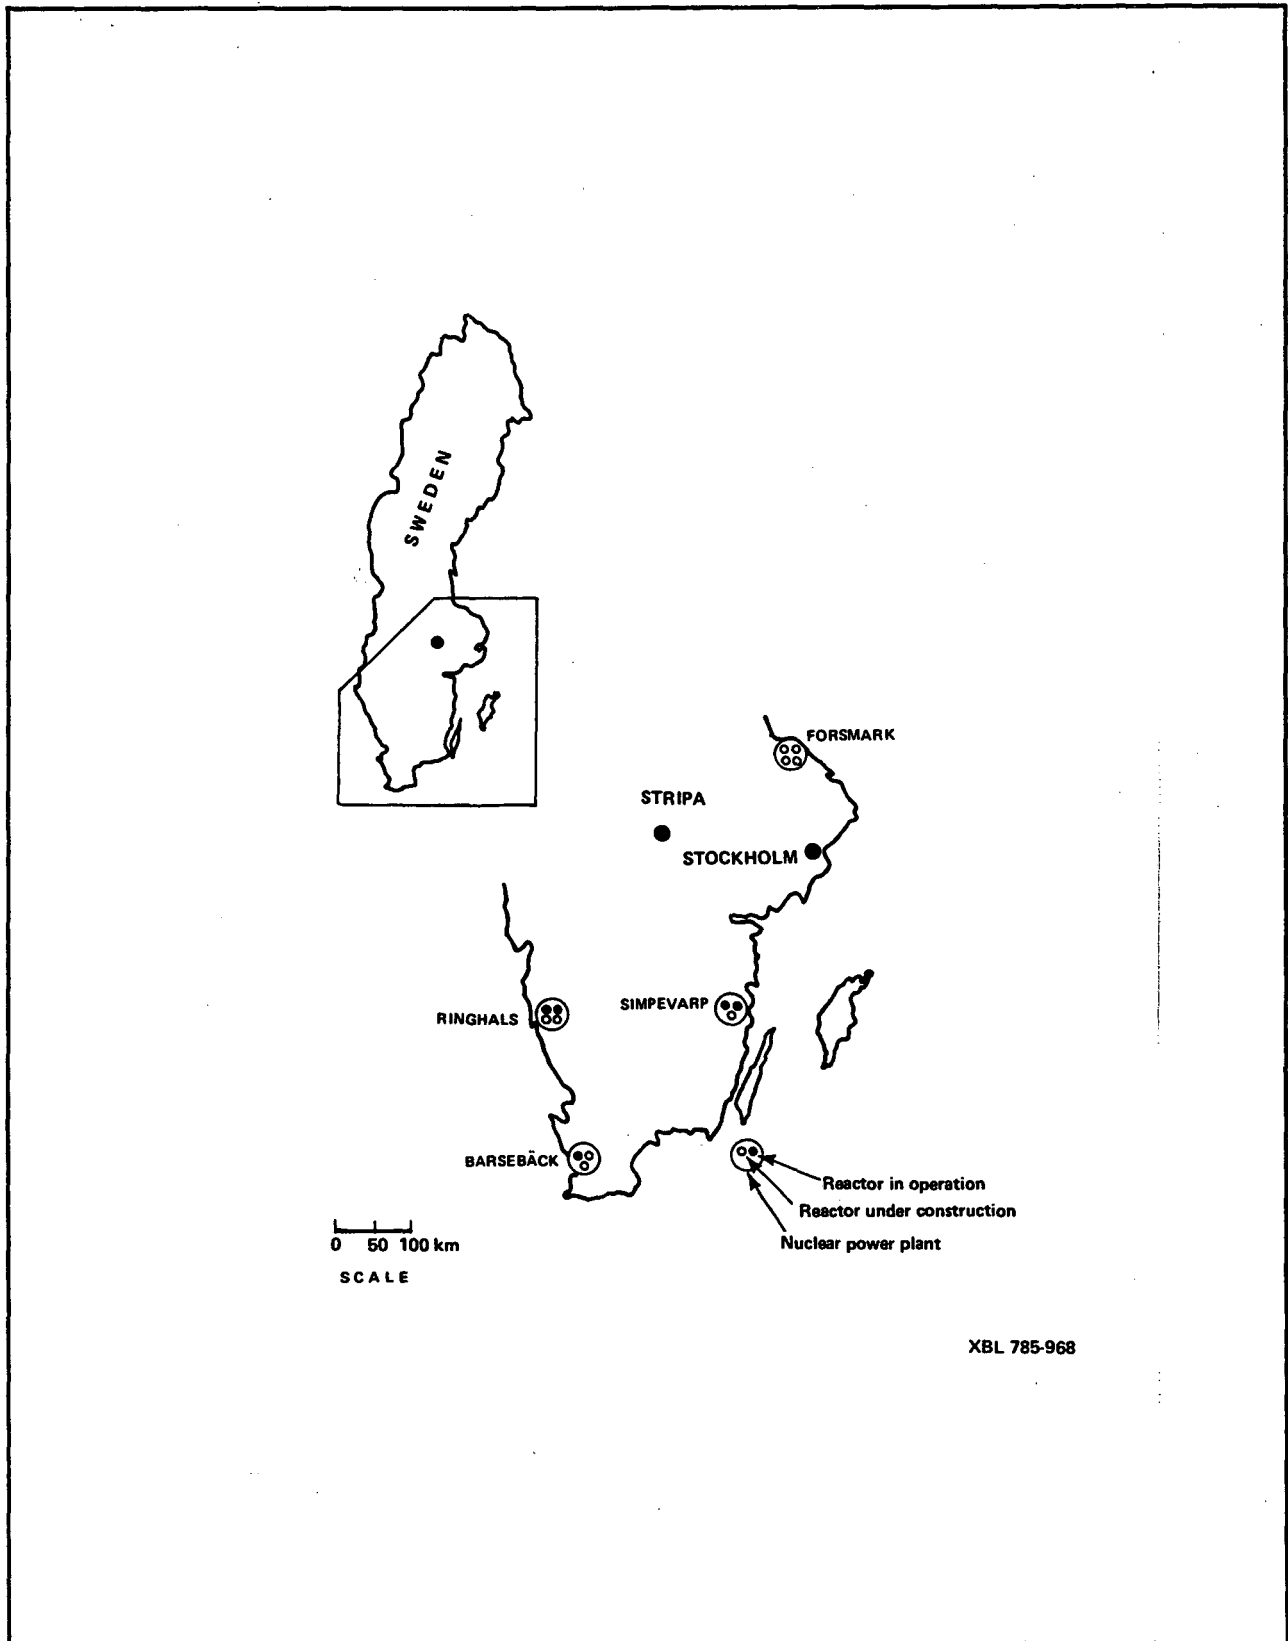 SWEDEN
FORSMARK
STRIPA
STOCKHOLM
SIMPEVARP
RINGHALS
BARSEBÄCK
Reactor in operation
Reactor under construction
Nuclear power plant
0 50 100 km
SCALE
XBL 785-968